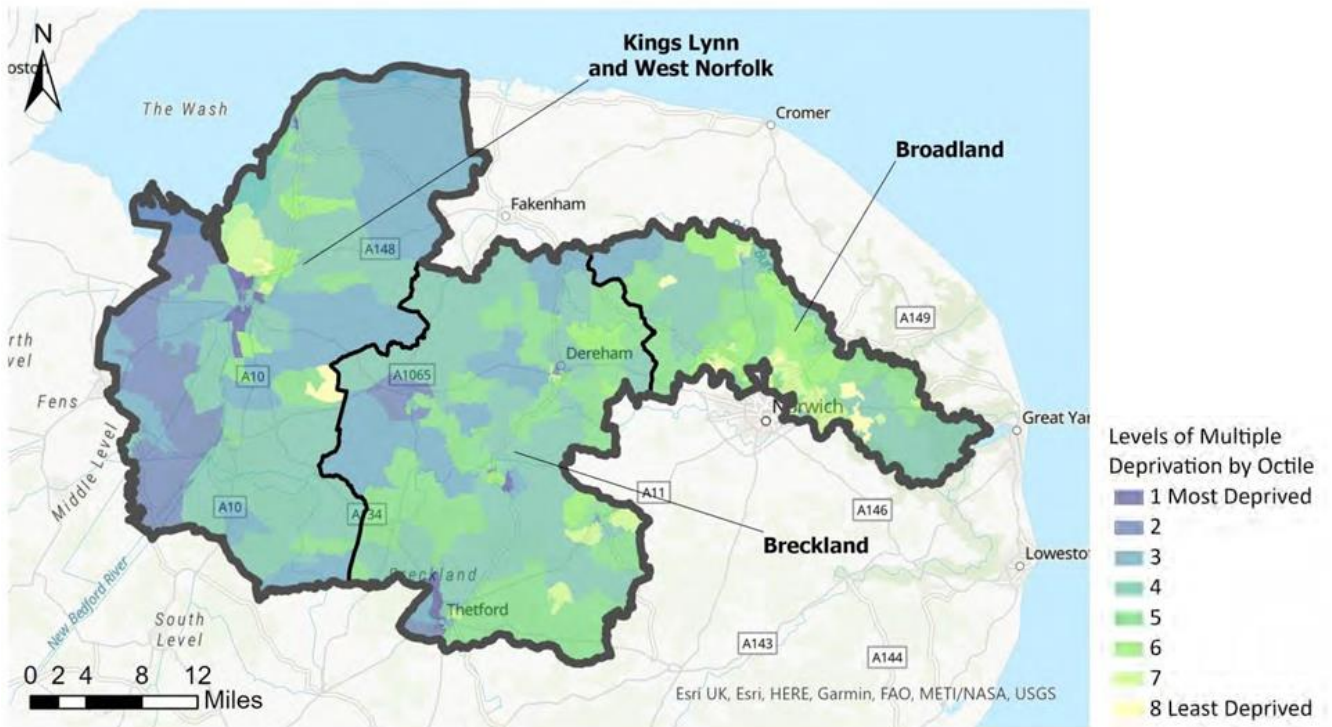 N
Kings Lynn
and West Norfolk
The Wash
Cromer
Broadland
Fakenham
A148
A149
Dereham
A1065
A10
Norwich
Fens
Great Yar
Middle Level
A11
A10
A134
A146
Breckland
Lowestof
Breckland
Thetford
New Bedford River
South
Level
A143
A144
0 2 4 8 12
Miles
Esri UK, Esri, HERE, Garmin, FAO, METI/NASA, USGS
Levels of Multiple
Deprivation by Octile
1 Most Deprived
2
3
4
5
6
7
8 Least Deprived